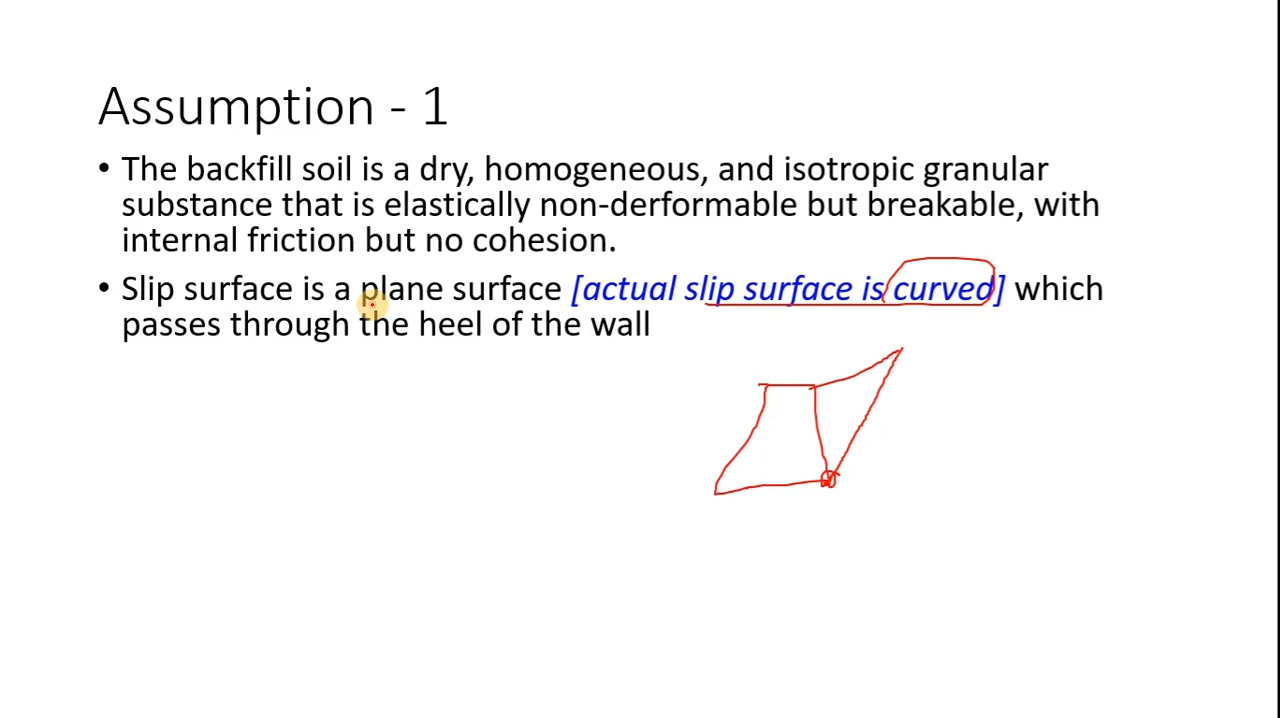 Assumption - 1
• The backfill soil is a dry, homogeneous, and isotropic granular
substance that is elastically non-derformable but breakable, with
internal friction but no cohesion.
• Slip surface is a plane surface [actual slip surface is curved] which
passes through the heel of the wall